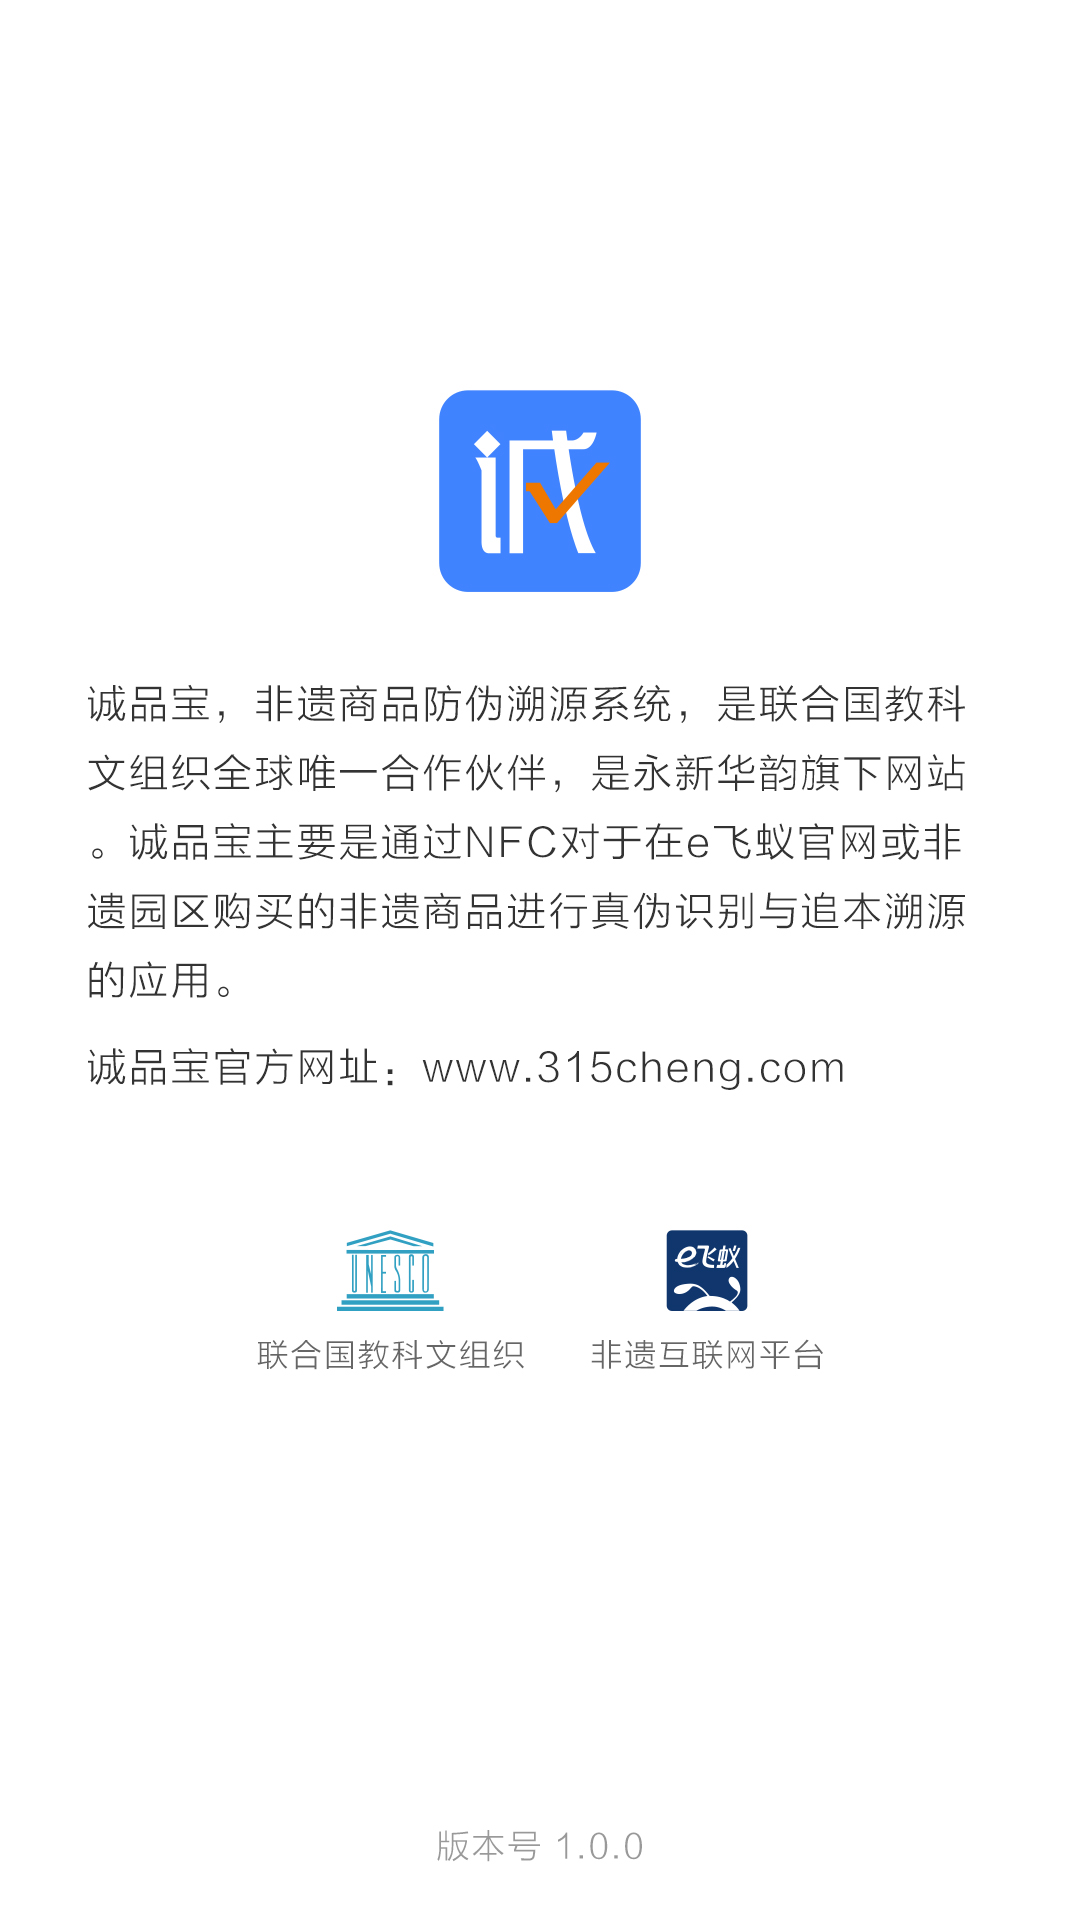 诚
诚品宝，非遗商品防伪溯源系统，是联合国教科
文组织全球唯一合作伙伴，是永新华韵旗下网站
。诚品宝主要是通过NFC对于在e飞蚁官网或非
遗园区购买的非遗商品进行真伪识别与追本溯源
的应用。
诚品宝官方网址：www.315cheng.com
UNESCO
e飞蚁
联合国教科文组织
非遗互联网平台
版本号 1.0.0